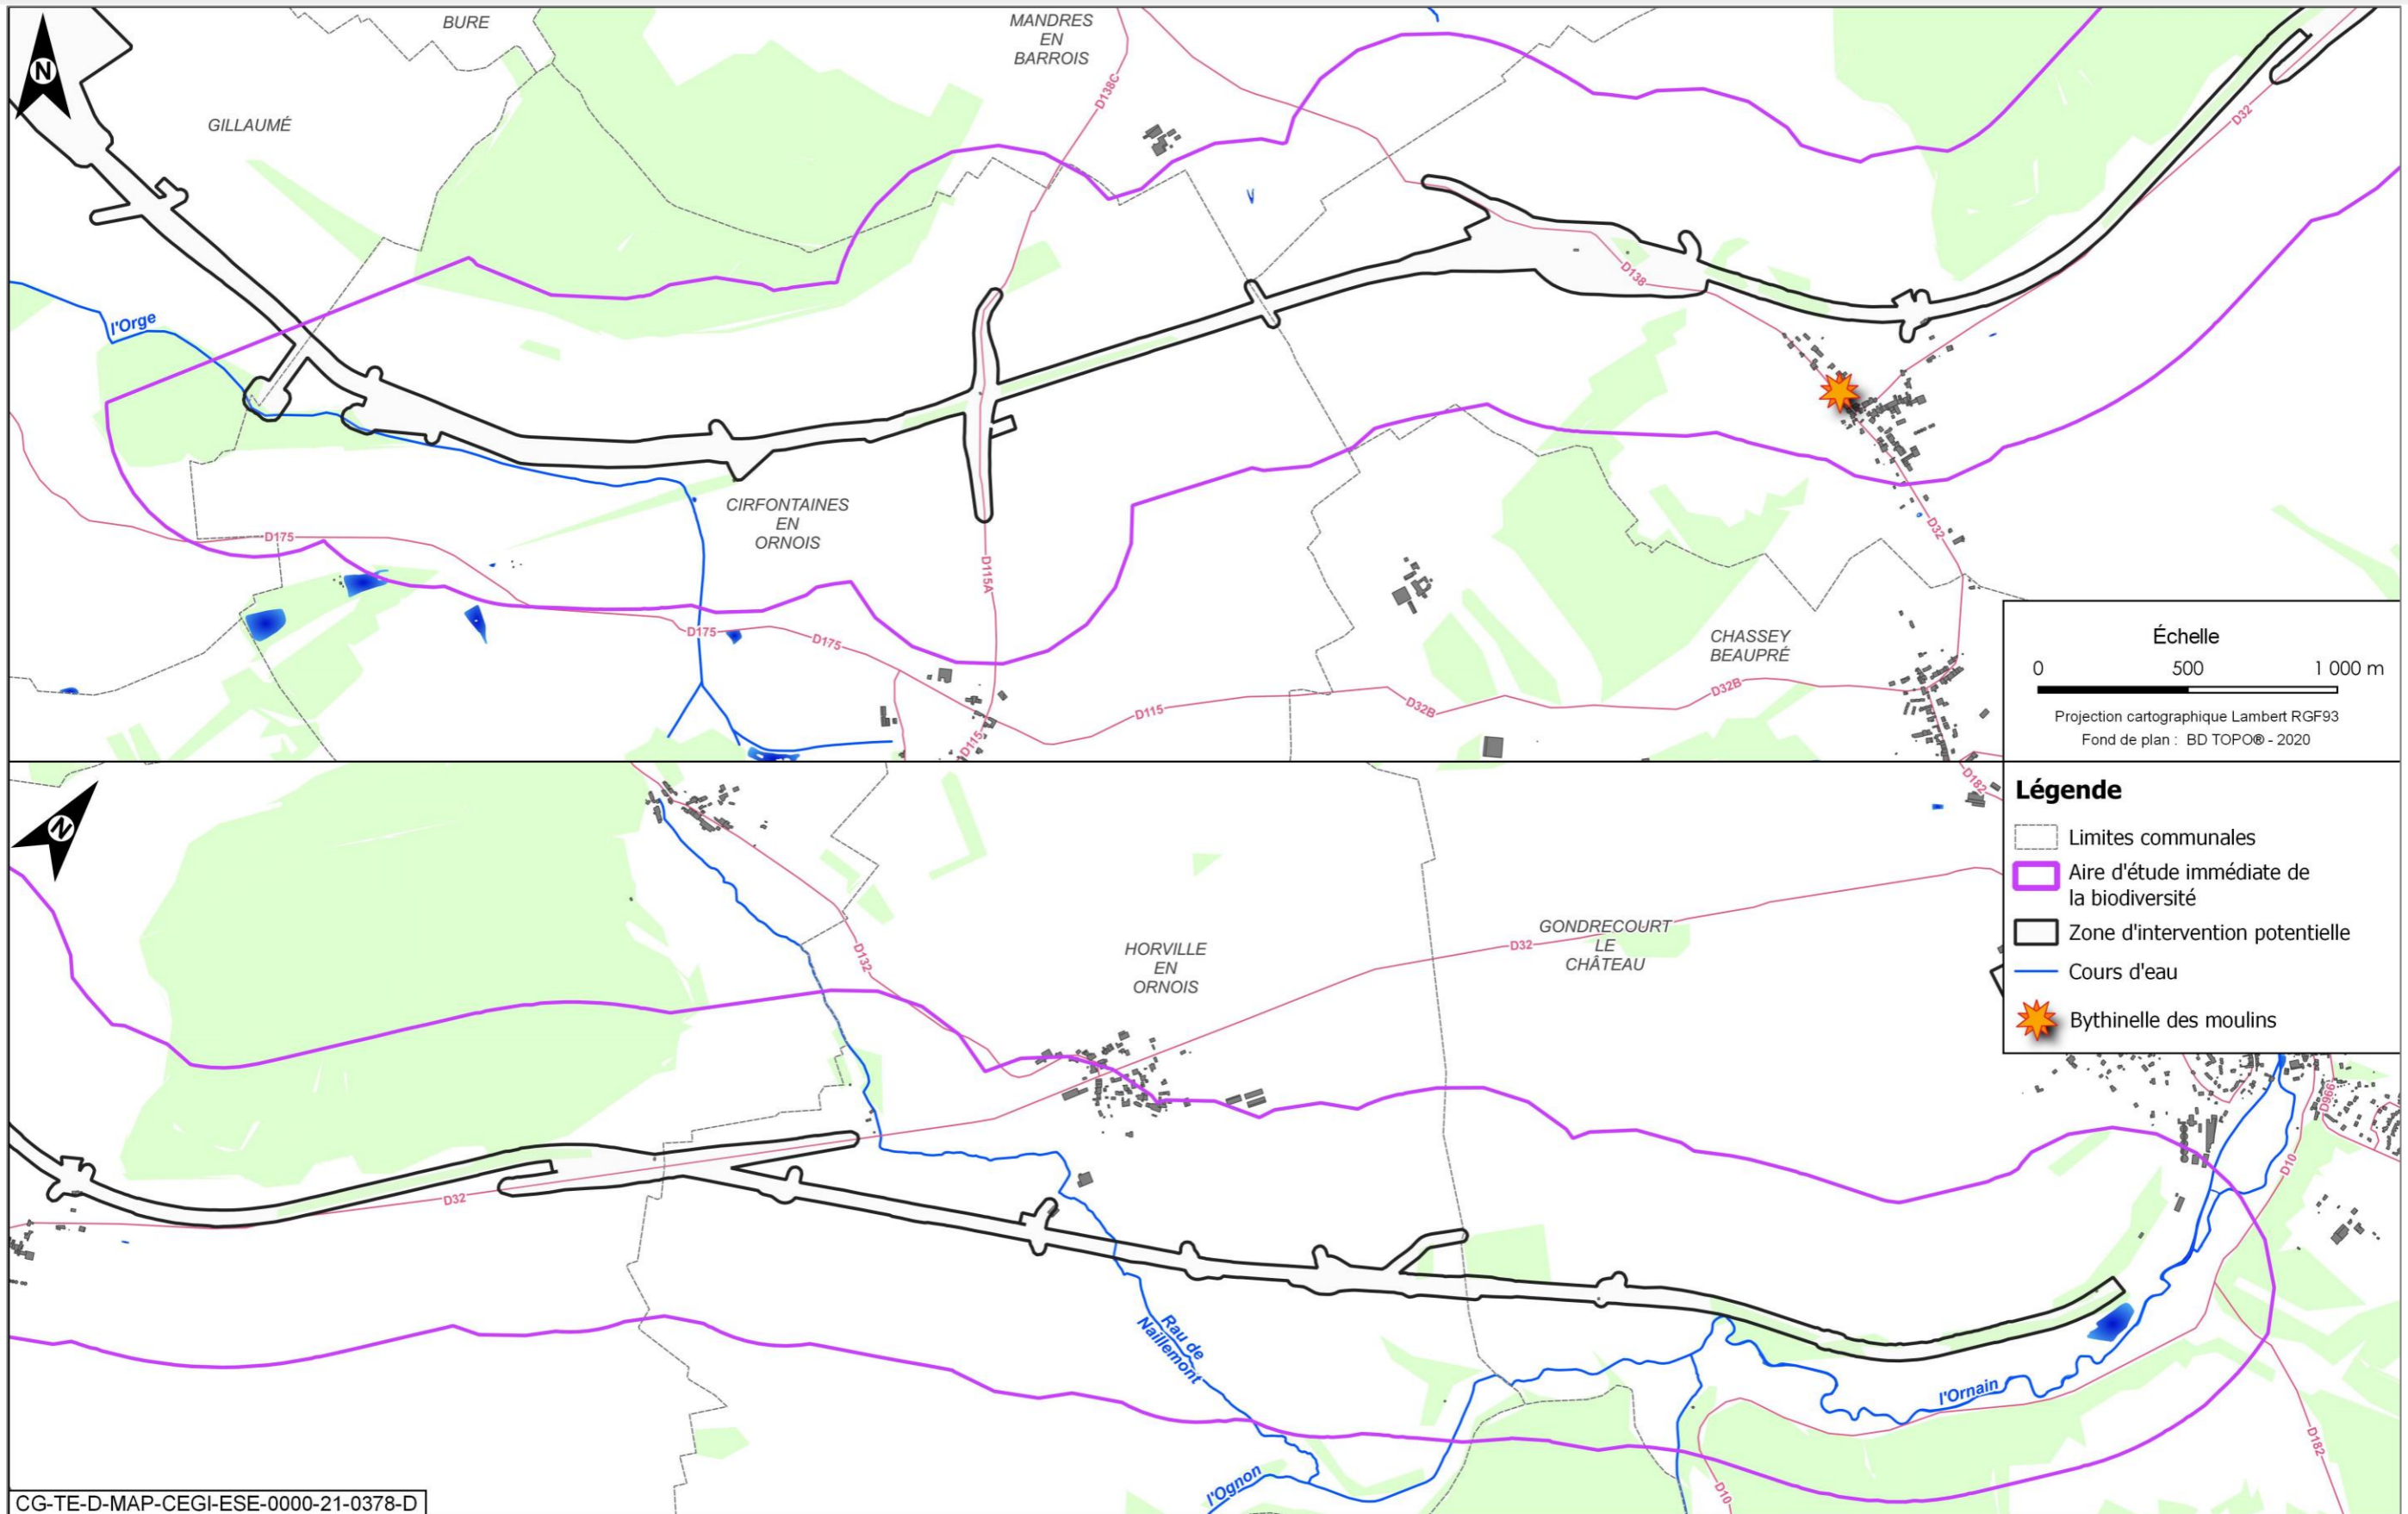 BURE
MANDRES
EN
BARROIS
N
GILLAUMÉ
D138C
D32
l'Orge
D138
CIRFONTAINES
EN
ORNOIS
D175
D115A
D32
D175
D175
CHASSEY
BEAUPRÉ
D115
D32B
D32B
D115
D182
Échelle
0 500 1 000 m
Projection cartographique Lambert RGF93
Fond de plan : BD TOPO® - 2020
Légende
Limites communales
Aire d'étude immédiate de
la biodiversité
Zone d'intervention potentielle
Cours d'eau
Bythinelle des moulins
N
D132
HORVILLE
EN
ORNOIS
GONDRECOURT
LE
CHÂTEAU
D32
D966
D10
D32
Rau de
Naillemont
l'Ornain
l'Ognon
D10
D182
CG-TE-D-MAP-CEGI-ESE-0000-21-0378-D